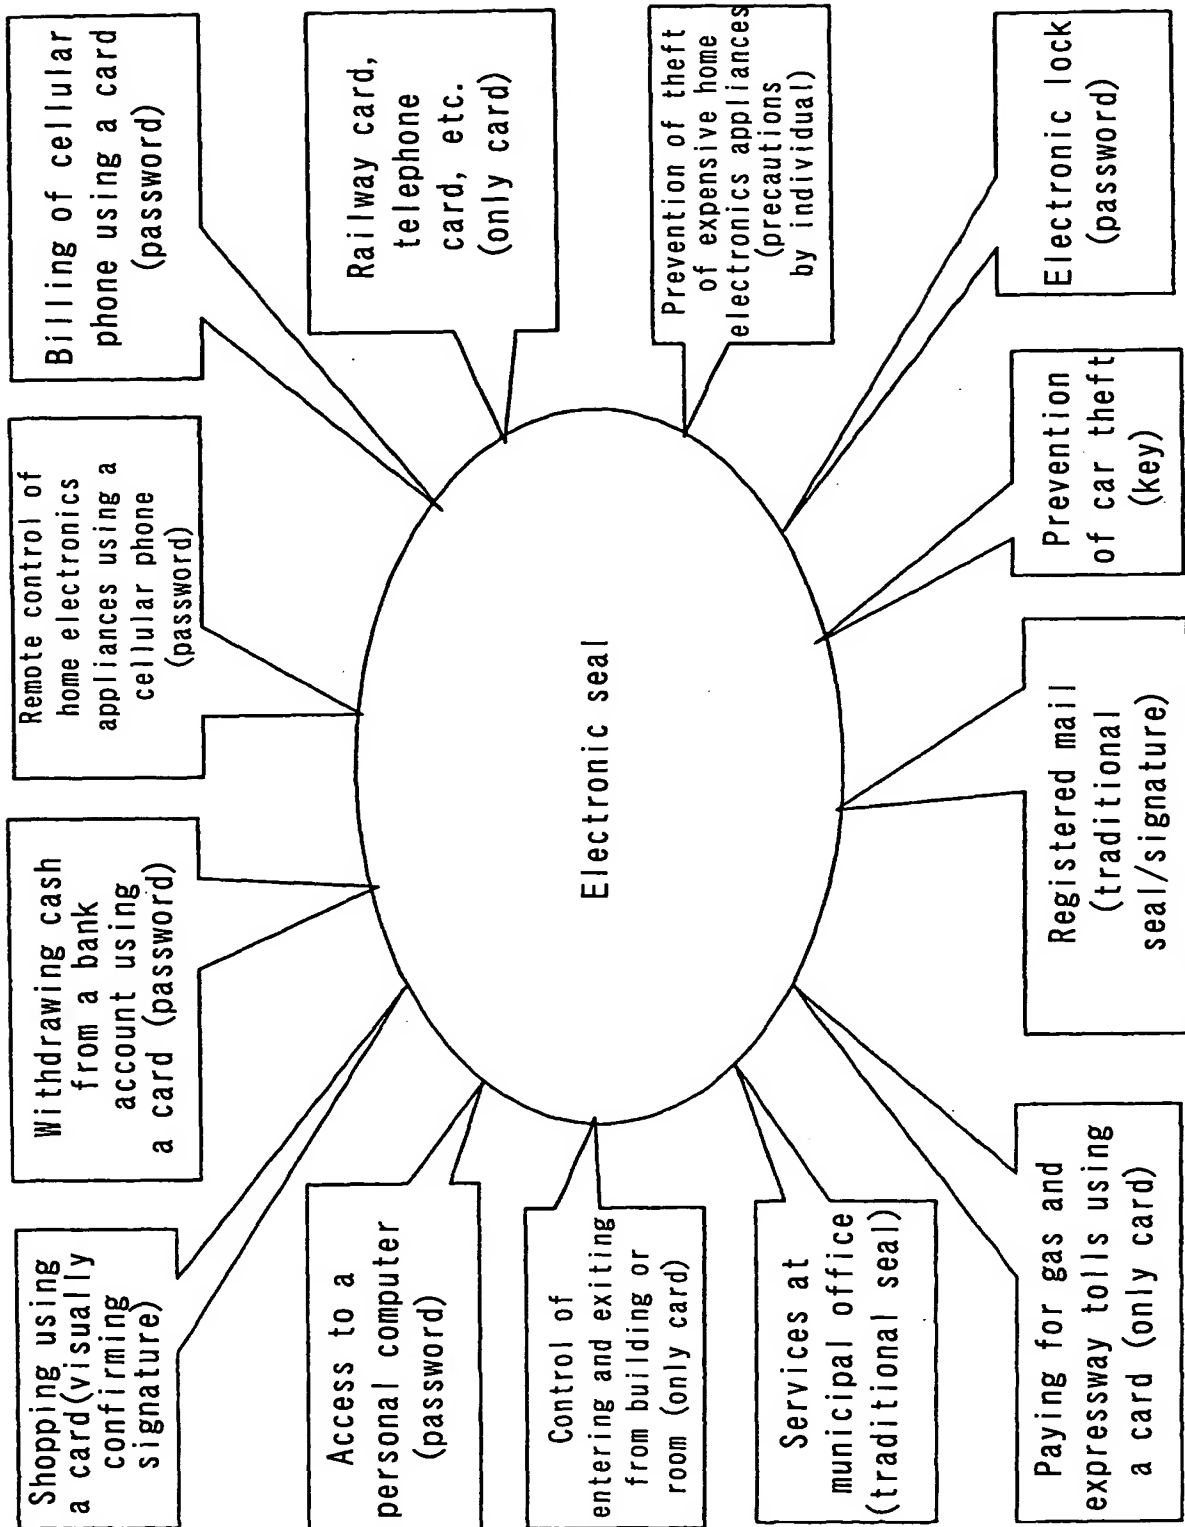 Shopping using
a card(visually
confirming
signature)
Withdrawing cash
from a bank
account using
a card (password)
Remote control of
home electronics
appliances using a
cellular phone
(password)
Billing of cellular
phone using a card
(password)
Access to a
personal computer
(password)
Railway card,
telephone
card, etc.
(only card)
Control of
entering and exiting
from building or
room (only card)
Electronic seal
Prevention of theft
of expensive home
electronics appliances
(precautions
by individual)
Services at
municipal office
(traditional seal)
Electronic lock
(password)
Paying for gas and
expressway tolls using
a card (only card)
Registered mail
(traditional
seal/signature)
Prevention
of car theft
(key)